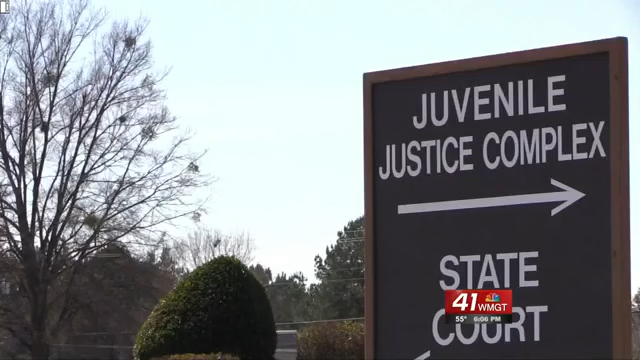 JUVENILE
JUSTICE COMPLEX
STATE
41 WMGT
55° 6:06 PM
COURT